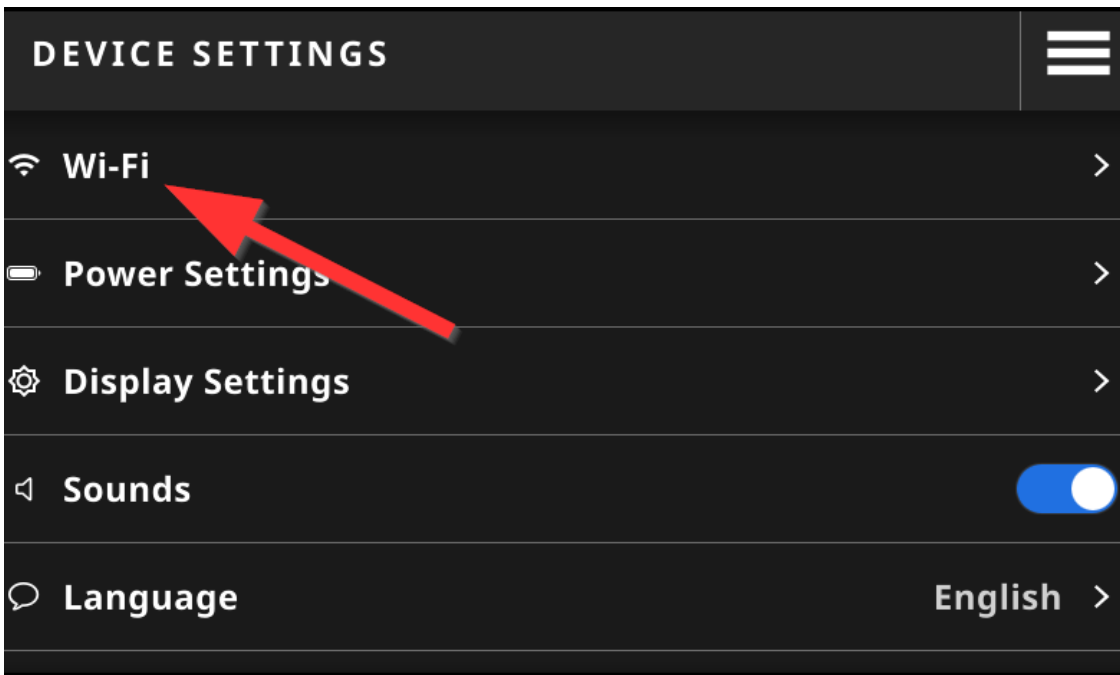 DEVICE SETTINGS
Wi-Fi
Power Settings
Display Settings
Sounds
Language English